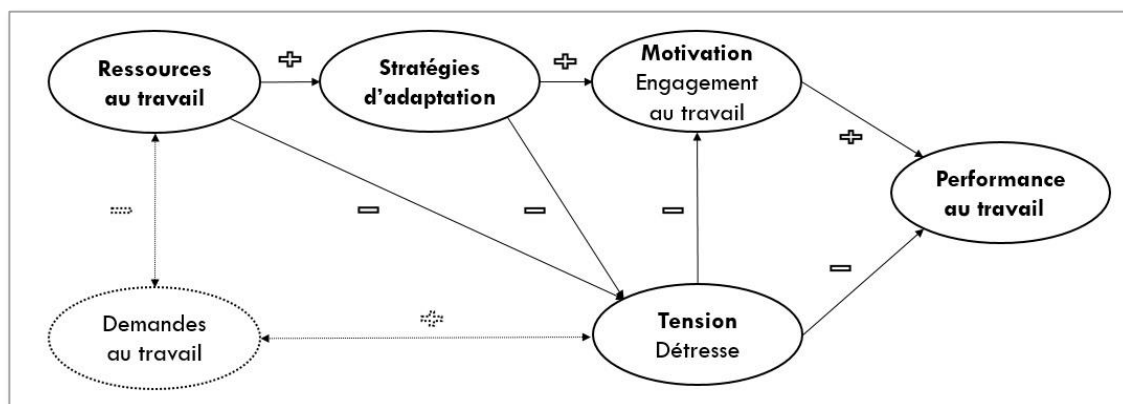 Ressources
au travail
Stratégies
d'adaptation
Motivation
Engagement
au travail
Performance
au travail
Demandes
au travail
Tension
Détresse